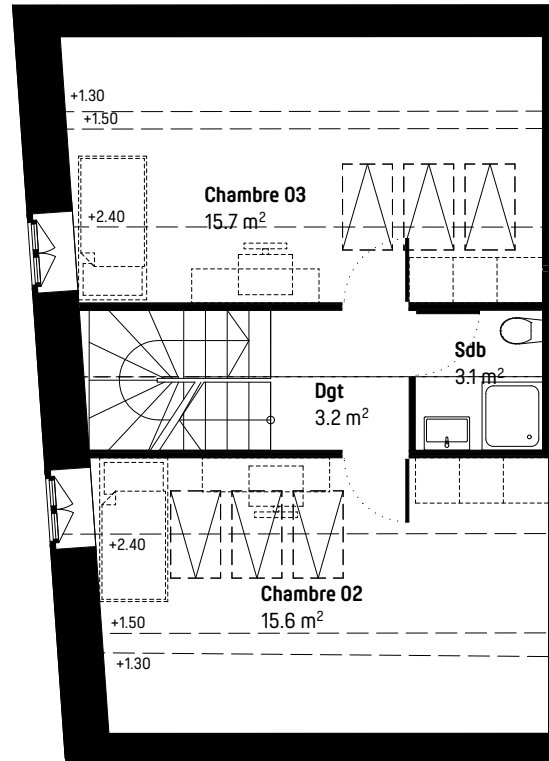 +1.30
+1.50
Chambre 03
15.7 m²
+2.40
Sdb
3.1 m²
Dgt
3.2 m²
+2.40
Chambre 02
15.6 m²
+1.50
+1.30